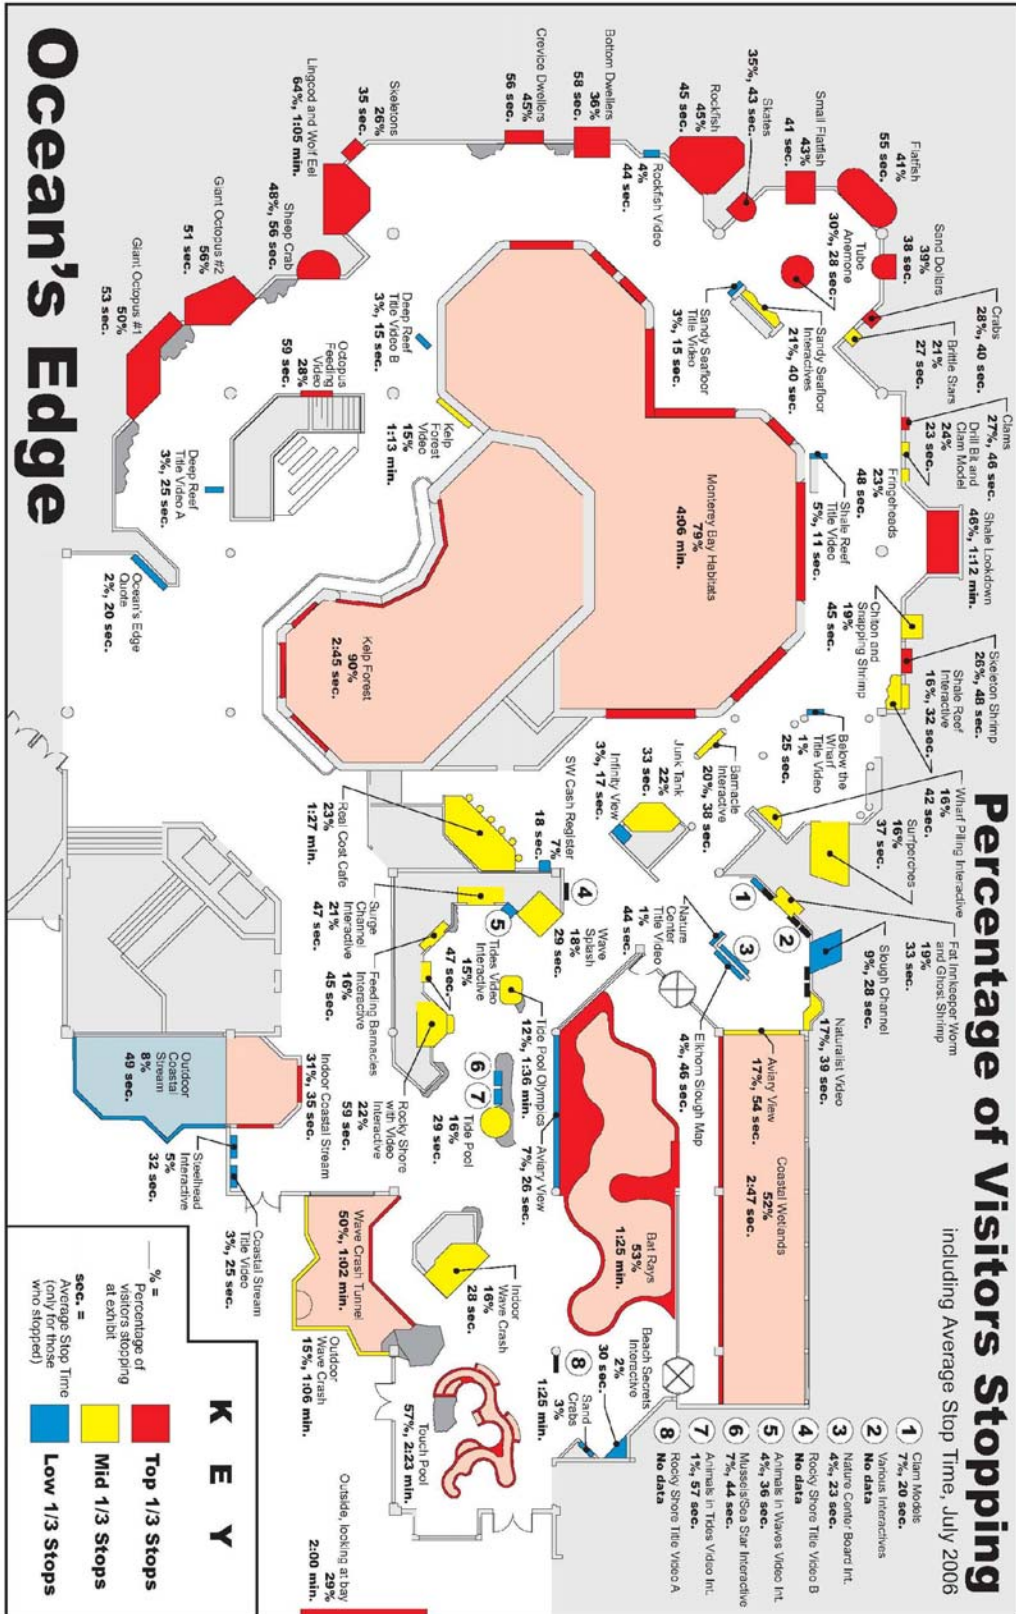 Ocean's Edge
Percentage of Visitors Stopping
including Average Stop Time, July 2006
Flatfish
41%
55 sec.
Small Flatfish
43%
41 sec.
Skates
35%, 43 sec.
Rockfish
45%
45 sec.
Bottom Dwellers
36%
58 sec.
Crevice Dwellers
45%
56 sec.
Skeletons
26%
35 sec.
Lingcod and Wolf Eel
64%, 1:05 min.
Sheep Crab
48%, 56 sec.
Giant Octopus #2
56%
51 sec.
Giant Octopus #1
50%
53 sec.
Sand Dollars
39%
38 sec.
Tube
Anemone
30%, 28 sec.
Rockfish Video
4%
44 sec.
Crabs
28%, 40 sec.
Brittle Stars
21%
27 sec.
Sandy Seafloor
Interactives
21%, 40 sec.
Sandy Seafloor
Title Video
3%, 15 sec.
Deep Reef
Title Video B
3%, 15 sec.
Octopus
Feeding
Video
28%
59 sec.
Kelp
Forest
Video
15%
1:13 min.
Deep Reef
Title Video A
3%, 25 sec.
Ocean's Edge
Quote
2%, 20 sec.
Clams
27%, 46 sec.
Drill Bit and
Clam Model
24%
23 sec.
Fringeheads
23%
48 sec.
Shale Reef
Title Video
5%, 11 sec.
Monterey Bay Habitats
79%
4:06 min.
Kelp Forest
90%
2:45 sec.
Shale Lookdown
46%, 1:12 min.
Chiton and
Snapping Shrimp
19%
45 sec.
Skeleton Shrimp
26%, 48 sec.
Shale Reef
Interactive
16%, 32 sec.
Below the
Wharf
Title Video
1%
25 sec.
Barnacle
Interactive
20%, 38 sec.
Junk Tank
22%
33 sec.
Infinity View
3%, 17 sec.
SW Cash Register
7%
18 sec.
Real Cost Cafe
23%
1:27 min.
Wharf Piling Interactive
16%
42 sec.
Surfperches
16%
37 sec.
Fat Innkeeper Worm
and Ghost Shrimp
19%
33 sec.
Slough Channel
9%, 28 sec.
Naturalist Video
17%, 39 sec.
Nature
Center
Title Video
1%
44 sec.
Elkhorn Slough Map
4%, 46 sec.
Wave
Splash
18%
29 sec.
Tides Video
Interactive
15%
47 sec.
Surge
Channel
Interactive
21%
47 sec.
Feeding Barnacles
Interactive
16%
45 sec.
Rocky Shore
with Video
Interactive
22%
59 sec.
Tide Pool Olympics
12%, 1:36 min.
Tide Pool
16%
29 sec.
Aviary View
7%, 26 sec.
Aviary View
17%, 54 sec.
Coastal Wetlands
52%
2:47 sec.
Bat Rays
53%
1:25 min.
Indoor Coastal Stream
31%, 35 sec.
Outdoor
Coastal
Stream
8%
49 sec.
Steelhead
Interactive
5%
32 sec.
Coastal Stream
Title Video
3%, 25 sec.
Wave Crash Tunnel
50%, 1:02 min.
Indoor
Wave Crash
16%
28 sec.
Outdoor
Wave Crash
15%, 1:06 min.
Beach Secrets
Interactive
2%
30 sec.
Sand
Crabs
3%
1:25 min.
Touch Pool
57%, 2:23 min.
Outside, looking at bay
29%
2:00 min.
1
2
3
4
5
6
7
8
1 Clam Models
7%, 20 sec.
2 Various Interactives
No data
3 Nature Center Board Int.
4%, 23 sec.
4 Rocky Shore Title Video B
No data
5 Animals in Waves Video Int.
4%, 36 sec.
6 Mussels/Sea Star Interactive
7%, 44 sec.
7 Animals in Tides Video Int.
1%, 57 sec.
8 Rocky Shore Title Video A
No data
KEY
__% =
Percentage of
visitors stopping
at exhibit
sec. =
Average Stop Time
(only for those
who stopped)
Top 1/3 Stops
Mid 1/3 Stops
Low 1/3 Stops